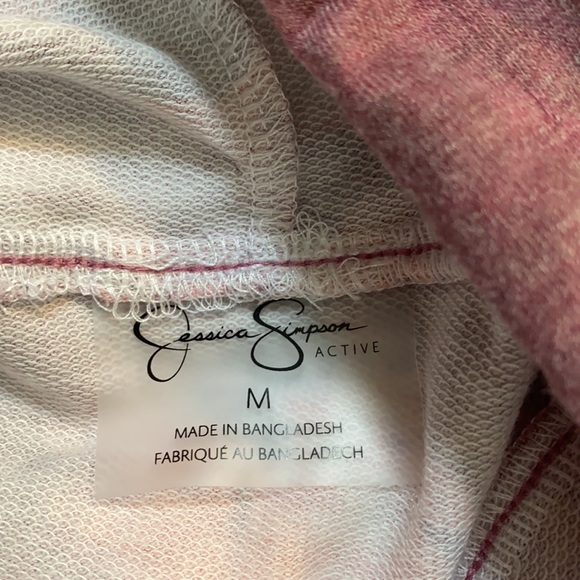 Jessica Simpson
ACTIVE
M
MADE IN BANGLADESH
FABRIQUÉ AU BANGLADECH